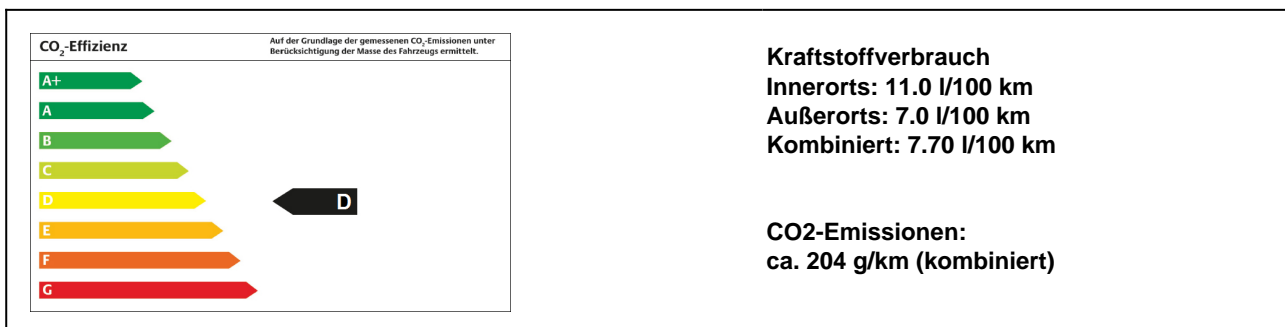 CO2-Effizienz
Auf der Grundlage der gemessenen CO2-Emissionen unter
Berücksichtigung der Masse des Fahrzeugs ermittelt.
A+
A
B
C
D
D
E
F
G
Kraftstoffverbrauch
Innerorts: 11.0 l/100 km
Außerorts: 7.0 l/100 km
Kombiniert: 7.70 l/100 km
CO2-Emissionen:
ca. 204 g/km (kombiniert)